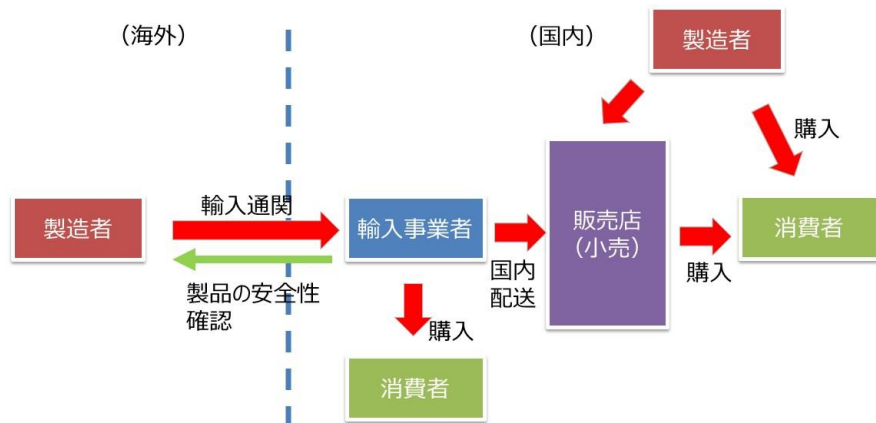 （海外）
（国内）
製造者
購入
製造者
輸入通関
製品の安全性
確認
輸入事業者
国内
配送
販売店
（小売）
購入
消費者
購入
消費者